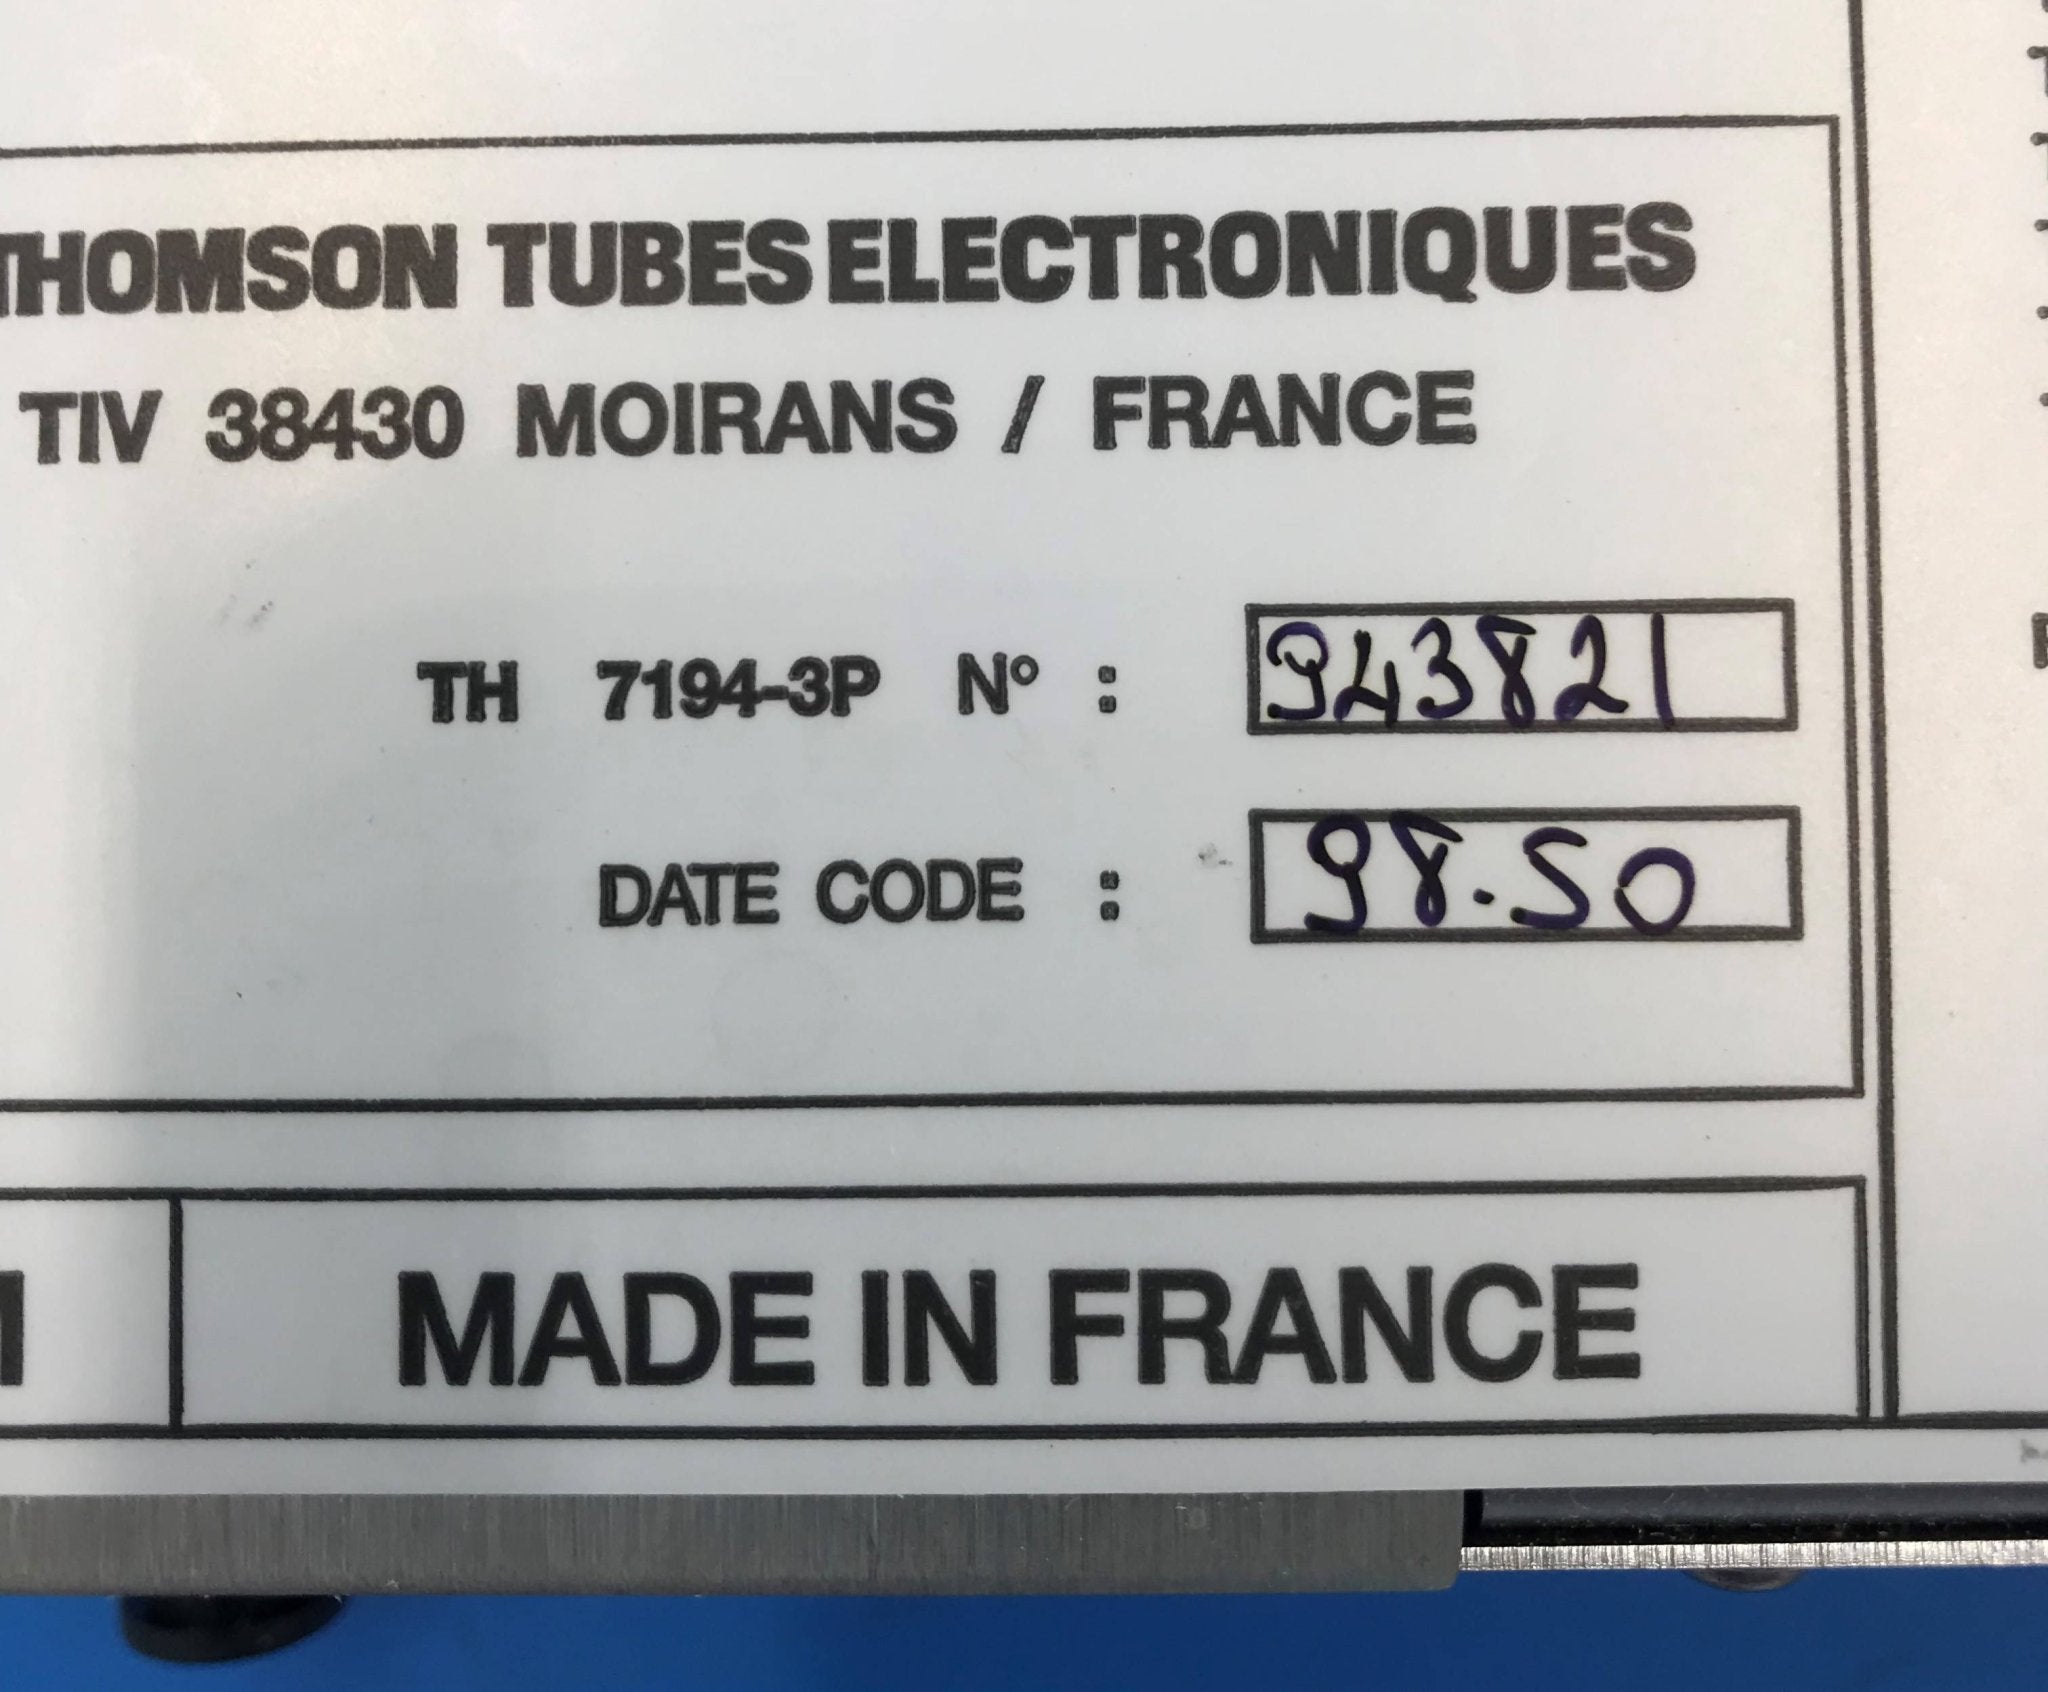 THOMSON TUBES ELECTRONIQUES
TIV 38430 MOIRANS / FRANCE
TH 7194-3P N° : 943821
DATE CODE : 98.50
MADE IN FRANCE